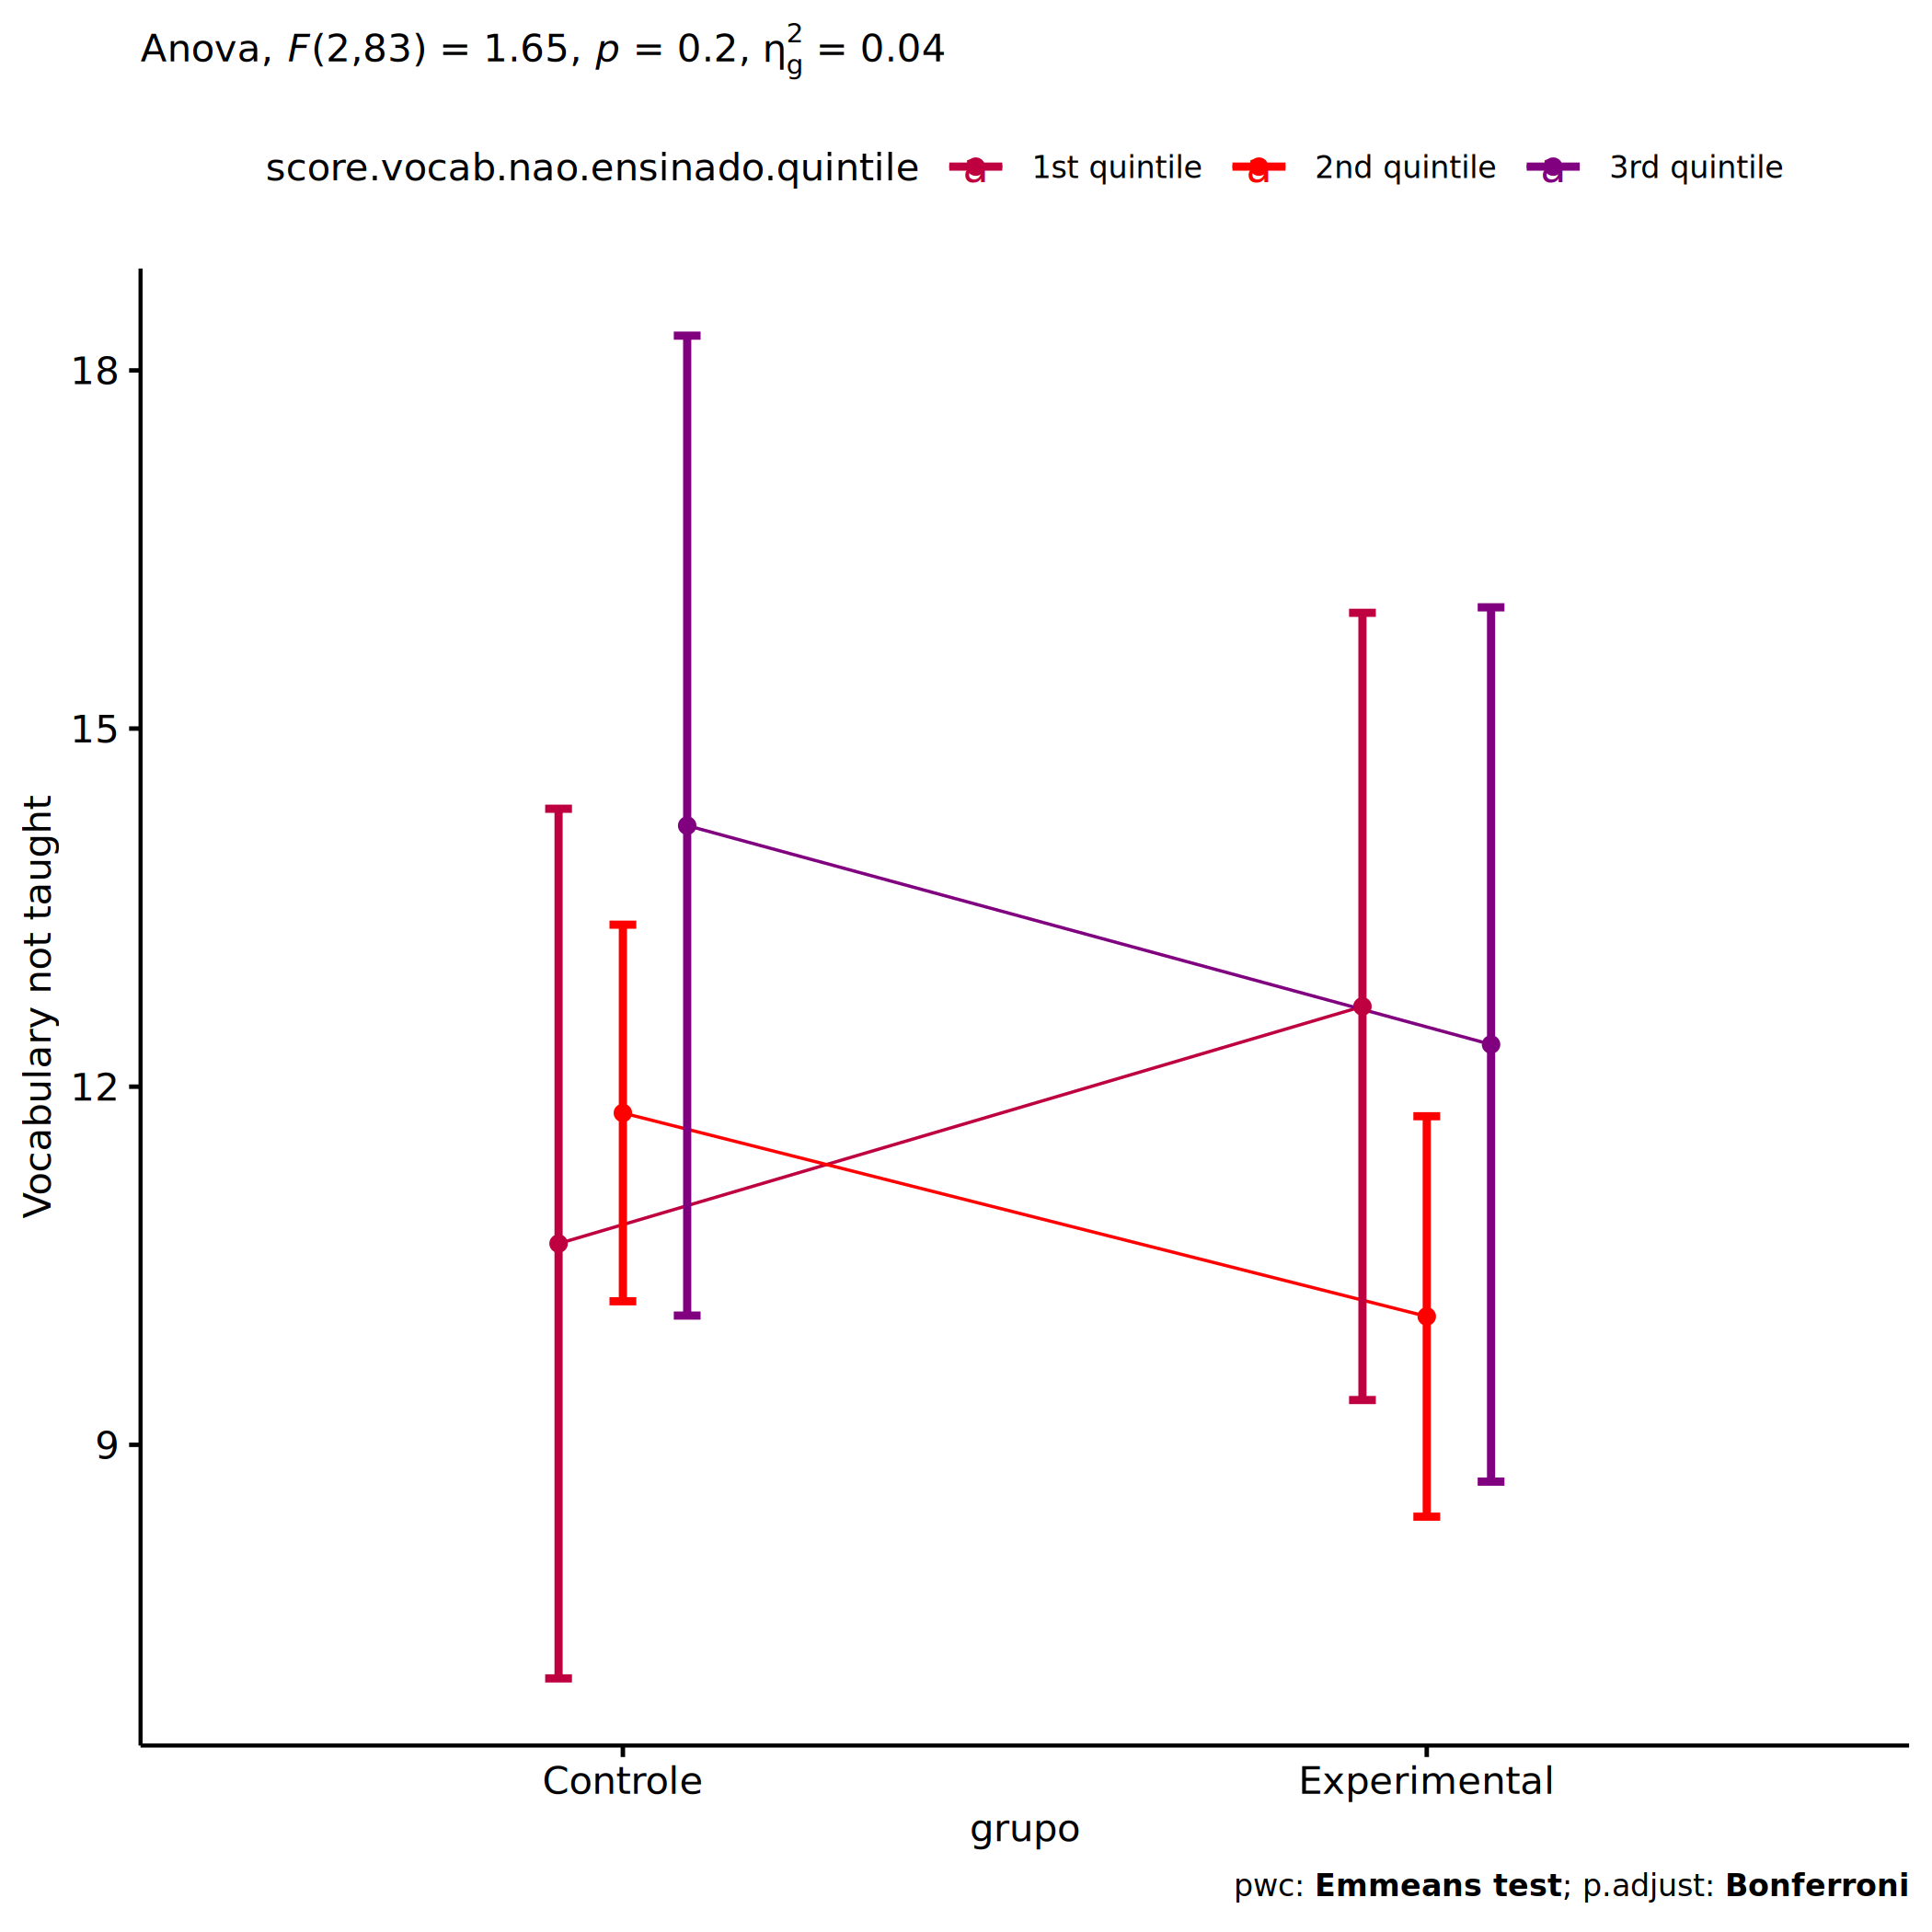 Anova, F(2,83) = 1.65, p = 0.2, η²g = 0.04
score.vocab.nao.ensinado.quintile a 1st quintile a 2nd quintile a 3rd quintile
18
15
12
9
Vocabulary not taught
Controle Experimental
grupo
pwc: Emmeans test; p.adjust: Bonferroni